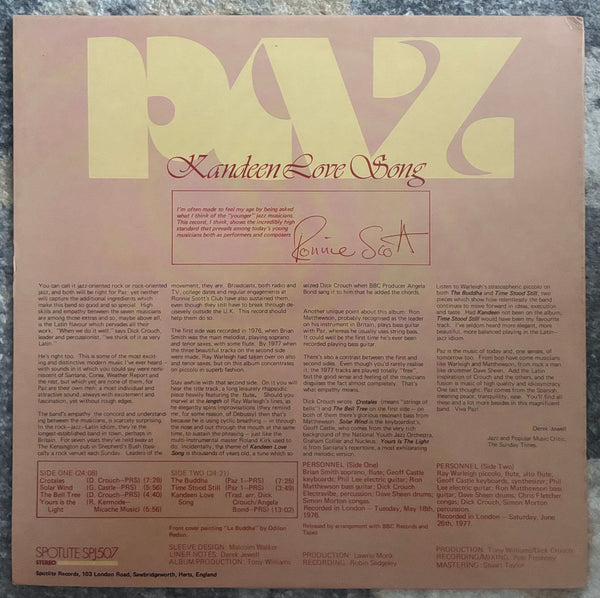 PAZ
Kandeen Love Song
I'm often made to feel my age by being asked
what I think of the "younger" jazz musicians.
This record, I think, shows the incredibly high
standard that prevails among today's young
musicians both as performers and composers
Ronnie Scott
You can call it jazz-oriented rock or rock-oriented
jazz, and both will be right for Paz; yet neither
will capture the additional ingredients which
make this band so good and special. High
skills and empathy between the seven musicians
are among the extras and so, maybe above all,
is the Latin flavour which pervades all their
work. "When we do it well", says Dick Crouch,
leader and percussionist, "we think of it as very
Latin.
He's right too. This is some of the most excit-
ing and distinctive modern music I've ever heard
with sounds in it which you could say were remi-
niscent of Santana, Corea, Weather Report and
the rest, but which are none of them, for
Paz are their own men: a most individual and
attractive sound, always with excitement and
fascination, yet without rough edges.
The band's empathy, the concord and understand-
ing between the musicians, is scarcely surprising.
In the rock-jazz-Latin idiom, they're one of the
longest established band in town, perhaps in
Britain. For seven years they've held sway at
The Kensington pub in Shepherd's Bush (basi-
cally a rock venue) and each Sunday, fans of the
movement, they are. Broadcasts, both radio and
TV, college dates and regular engagements at
Ronnie Scott's Club have also sustained them,
even though they still have to break through de-
cisively outside the U.K. This record should
help them do so.
The first side was recorded in 1976, when Brian
Smith was the main melodist, playing soprano
and tenor saxes, with some flute. By 1977 when
the three beautiful tracks on the second side
were made, Ray Warleigh had taken over on alto
and tenor saxes, but on this album concentrates
on piccolo in superb fashion.
Stay awhile with that second side. On it you will
hear the title track, a long leisurely rhapsodic
piece heavily featuring the flute. Should you
marvel at the length of Ray Warleigh's lines, as
he elegantly spins improvisations (they remind
me, for some reason, of Debussy) then that's
because he is using cyclic breathing — in through
the nose and out through the mouth at the same
time, to sustain the phrasing — just like the
multi-instrumental master Roland Kirk used to
do. Incidentally, the theme of Kandeen Love
Song is thousands of years old, a tune which so
seized Dick Crouch when BBC Producer Angela
Bond sang it to him that he added the chords.
Another unique point about this album: Ron
Matthewson, probably recognised as the leader
on his instrument in Britain, plays bass guitar
with Paz, whereas he usually uses string bass.
It could well be the first time he's ever been
recorded playing bass guitar.
There's also a contrast between the first and
second sides. Even though you'd rarely realise
it, the 1977 tracks are played totally "free"
but the good sense and swing of the musicians
disguises the fact almost completely. That's
what empathy means.
Dick Crouch wrote Crotales (means "strings of
bells") and The Bell Tree on the first side — on
both of them there's glorious resonant bass from
Matthewson. Solar Wind is the keyboardist's,
Geoff Castle, who comes from the very rich
background of the National Youth Jazz Orchestra,
Graham Collier and Nucleus; Yours Is The Light
is from Santana's repertoire, a most exhilarating
and melodic version.
Listen to Warleigh's stratospheric piccolo on
both The Buddha and Time Stood Still, two
pieces which show how relentlessly the band
continues to move forward in ideas, execution
and taste. Had Kandeen not been on the album,
Time Stood Still would have been my favourite
track. I've seldom heard more elegant, more
beautiful, more balanced playing in the Latin-
jazz idiom.
Paz is the music of today and, one senses, of
tomorrow too. Front both have come musicians
like Warleigh and Matthewson, from rock a man
like drummer Dave Sheen. Add the Latin
inspiration of Crouch and the others, and the
fusion is music of high quality and idiosyncracy.
One last thought; Paz comes from the Spanish
meaning peace, tranquility, ease. You'll find all
these and a lot more besides in this magnificent
band. Viva Paz!
Derek Jewell
Jazz and Popular Music Critic,
The Sunday Times.
SIDE ONE (24:08)
Crotales (D. Crouch—PRS) (7:28)
Solar Wind (G. Castle—PRS) (5:56)
The Bell Tree (D. Crouch—PRS) (4:40)
Yours is the (R. Kermode—
Light Micache Music) (5:56)
SIDE TWO (24:21)
The Buddha (Paz 1—PRS) (7:25)
Time Stood Still (Paz 1—PRS) (3:49)
Kandeen Love (Trad. arr. Dick
Song Crouch/Angela
Bond—PRS) (13:02)
Front cover painting "Le Bouddha" by Odilon
Redon.
PERSONNEL (Side One)
Brian Smith soprano, flute; Geoff Castle keyboards;
Phil Lee electric guitar; Ron Matthewson
bass guitar; Dave Sheen drums; Dick Crouch
Electravibe, percussion; Dave Sheen drums;
Simon Morton congas.
Recorded in London — Tuesday, May 18th,
1976.
Released by arrangement with BBC Records and
Tapes
PERSONNEL (Side Two)
Ray Warleigh piccolo, flute, alto flute;
Geoff Castle keyboards, synthesiser; Phil
Lee electric guitar; Ron Matthewson bass
guitar; Dave Sheen drums; Chris Fletcher
congas; Dick Crouch, Simon Morton
percussion.
Recorded in London — Saturday, June
26th, 1977.
SPOTLITE SPJ507
STEREO
Spotlite Records, 103 London Road, Sawbridgeworth, Herts, England
SLEEVE DESIGN: Malcolm Walker
LINER NOTES: Derek Jewell
ALBUM PRODUCTION: Tony Williams
PRODUCTION: Lawrie Monk
RECORDING: Robin Sedgeley
PRODUCTION: Tony Williams/Dick Crouch
RECORDING/MIXING: Pete Freshney
MASTERING: Stuart Taylor